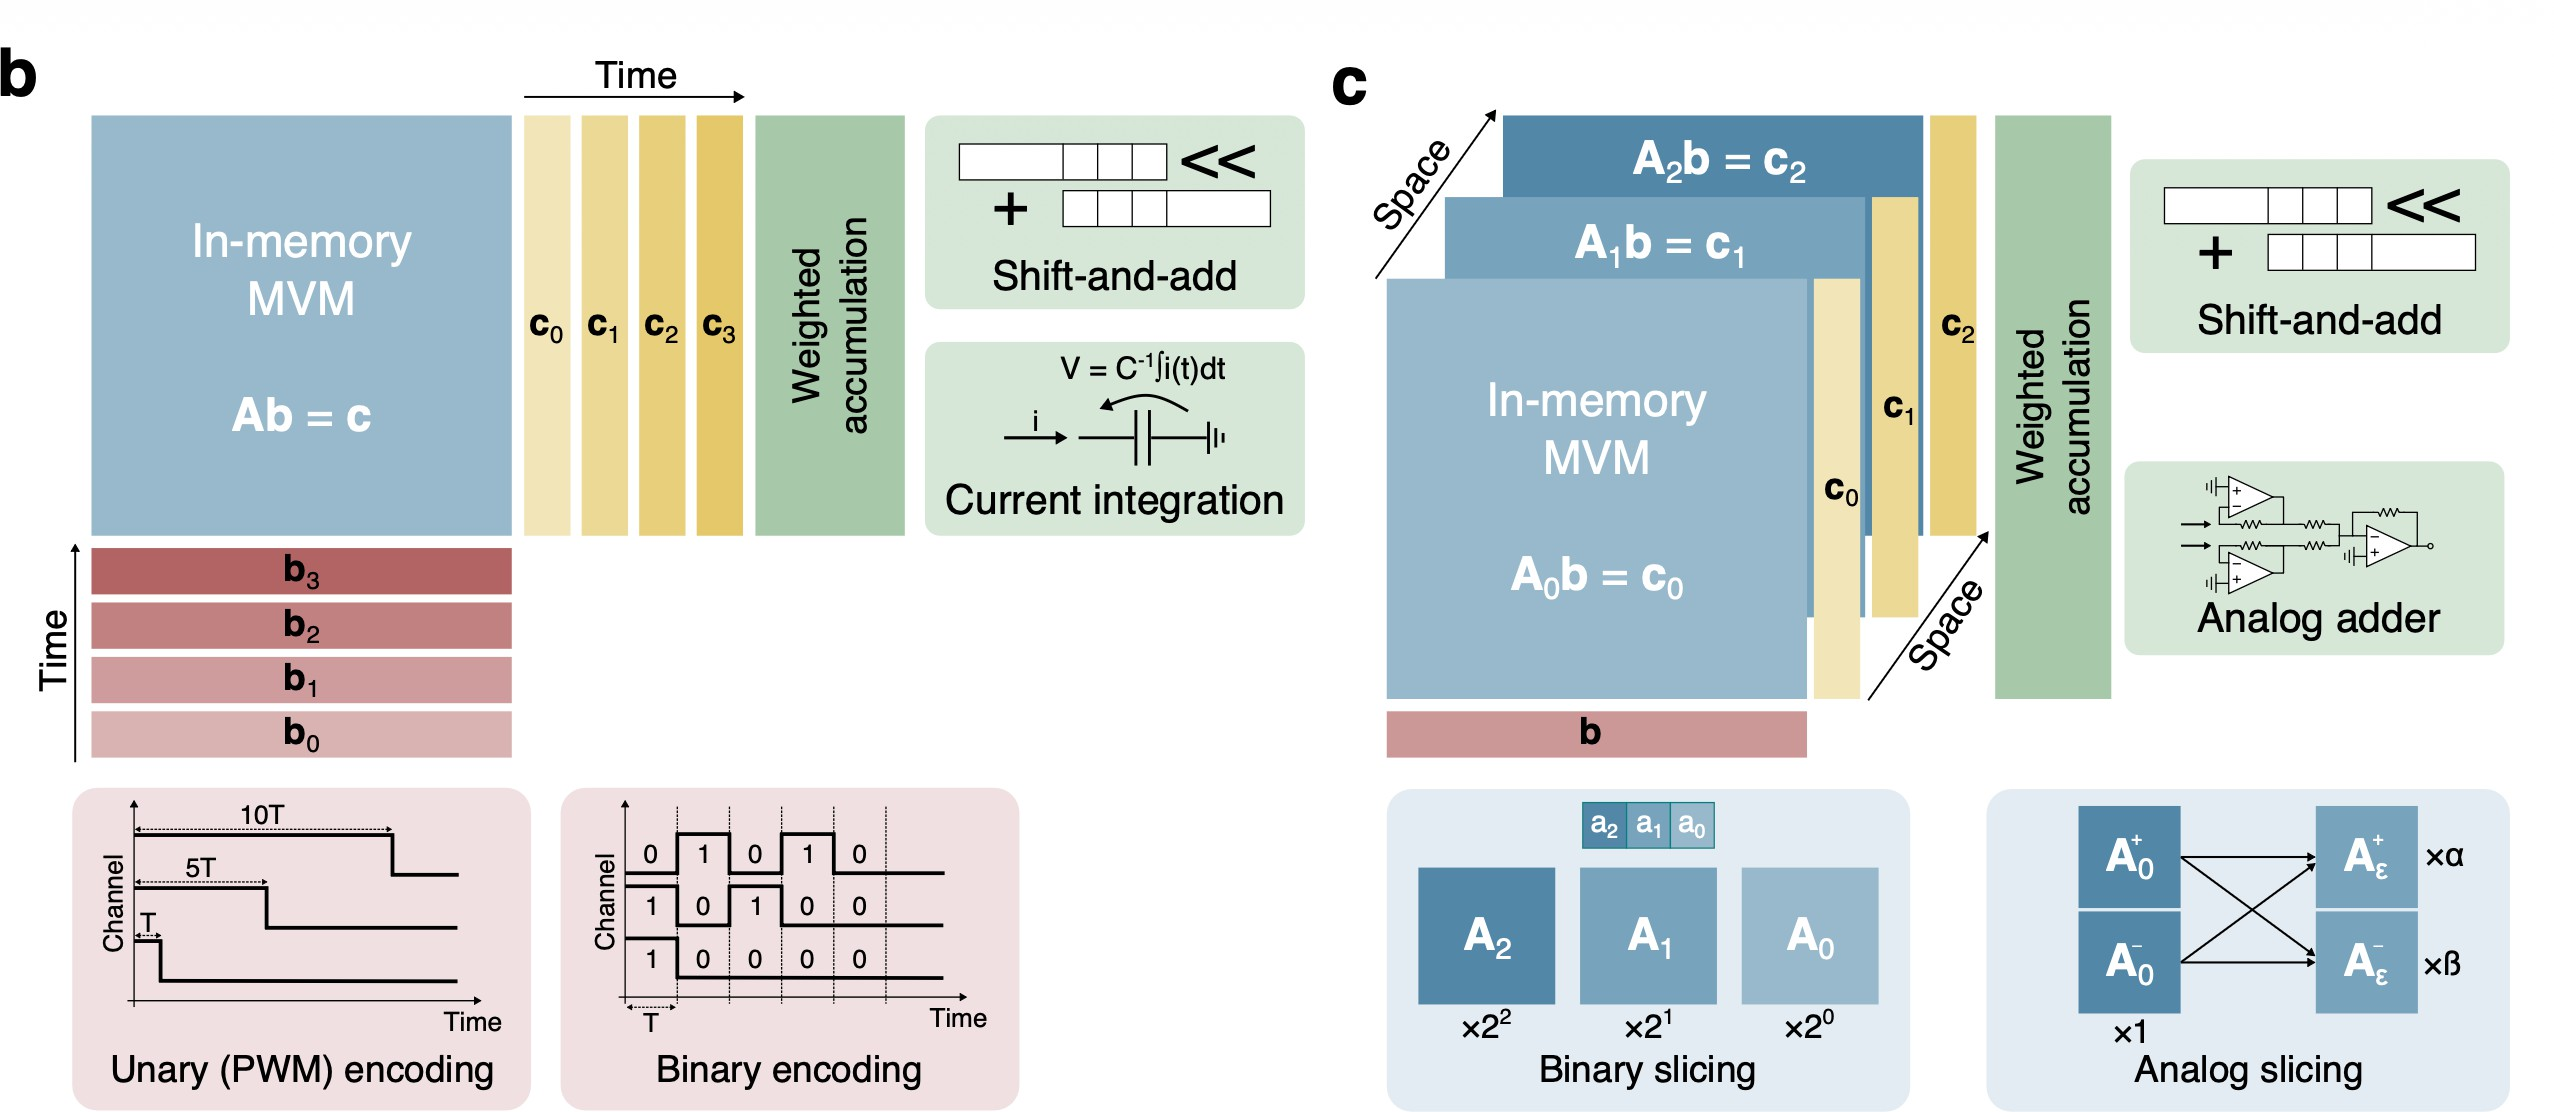 b
Time
In-memory
MVM
Ab = c
c₀ c₁ c₂ c₃
Weighted
accumulation
<<
+
Shift-and-add
V = C⁻¹∫i(t)dt
i
Current integration
Time
b₃
b₂
b₁
b₀
Channel
10T
5T
T
Time
Unary (PWM) encoding
Channel
0 1 0 1 0
1 0 1 0 0
1 0 0 0 0
T
Time
Binary encoding
c
Space
A₂b = c₂
A₁b = c₁
In-memory
MVM
A₀b = c₀
c₀
c₁
c₂
Space
b
Weighted
accumulation
<<
+
Shift-and-add
+
−
−
+
−
+
Analog adder
a₂ a₁ a₀
A₂ A₁ A₀
×2² ×2¹ ×2⁰
Binary slicing
A₀⁺ Aε⁺ ×α
A₀⁻ Aε⁻ ×ß
×1
Analog slicing